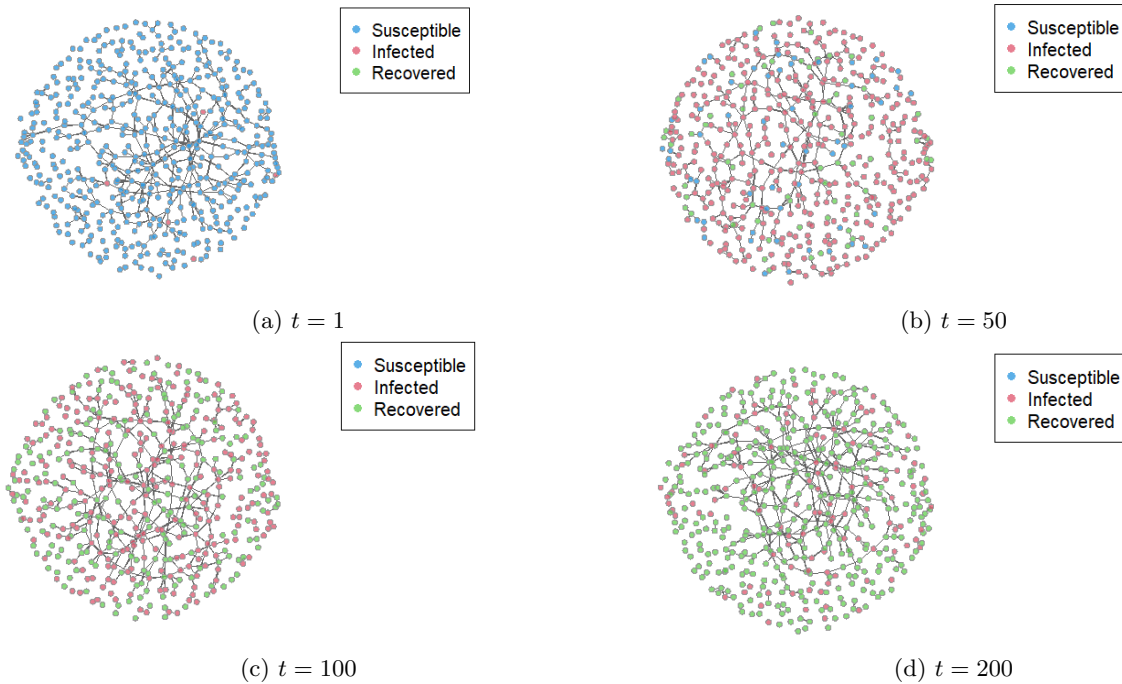 Susceptible
Infected
Recovered
(a) t = 1
Susceptible
Infected
Recovered
(b) t = 50
Susceptible
Infected
Recovered
(c) t = 100
Susceptible
Infected
Recovered
(d) t = 200